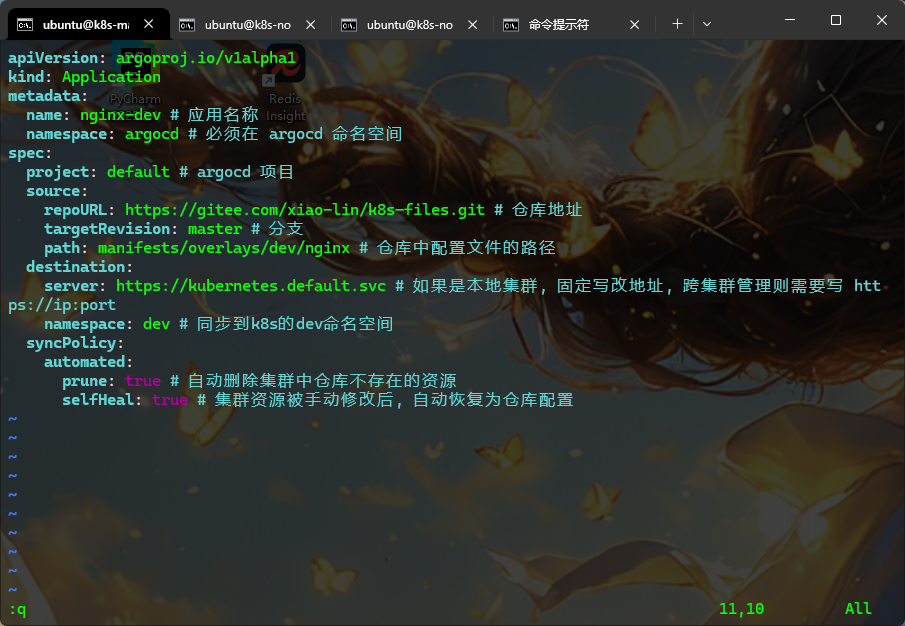 ubuntu@k8s-ma
ubuntu@k8s-no
ubuntu@k8s-no
命令提示符
apiVersion: argoproj.io/v1alpha1
kind: Application
metadata:
  name: nginx-dev # 应用名称
  namespace: argocd # 必须在 argocd 命名空间
spec:
  project: default # argocd 项目
  source:
    repoURL: https://gitee.com/xiao-lin/k8s-files.git # 仓库地址
    targetRevision: master # 分支
    path: manifests/overlays/dev/nginx # 仓库中配置文件的路径
  destination:
    server: https://kubernetes.default.svc # 如果是本地集群，固定写改地址，跨集群管理则需要写 htt
ps://ip:port
    namespace: dev # 同步到k8s的dev命名空间
  syncPolicy:
    automated:
      prune: true # 自动删除集群中仓库不存在的资源
      selfHeal: true # 集群资源被手动修改后，自动恢复为仓库配置
~
~
~
~
~
~
~
~
~
~
:q 11,10 All
PyCharm
Redis
Insight